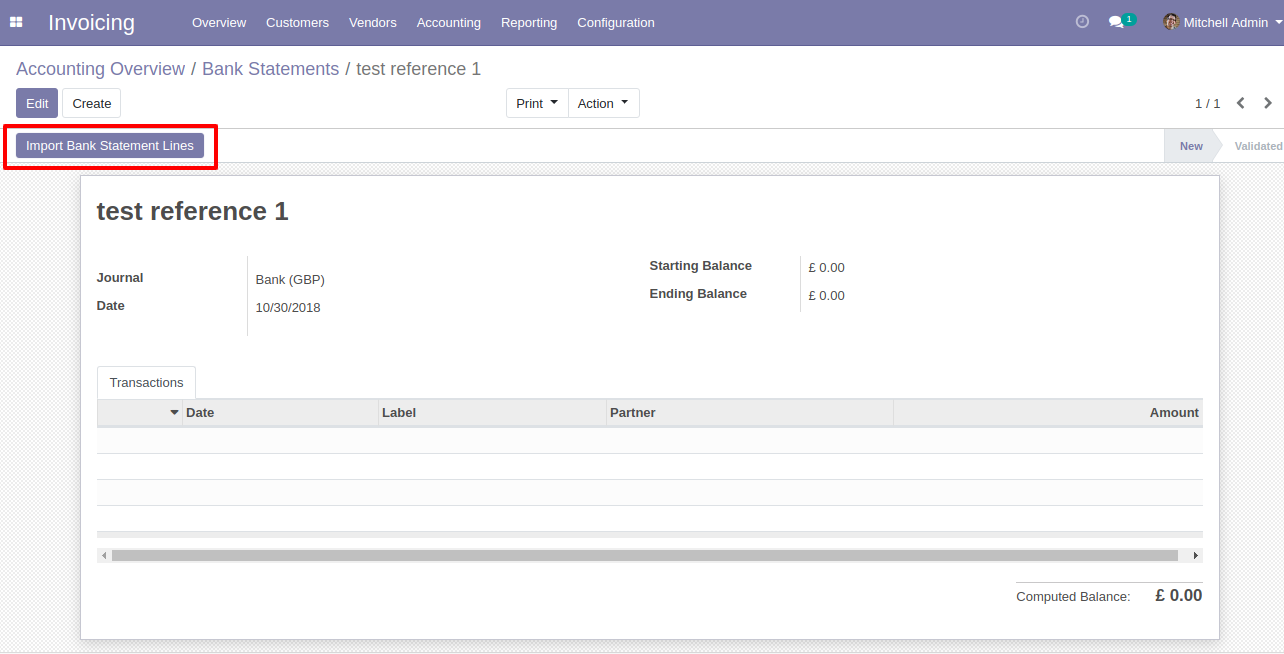 Invoicing Overview Customers Vendors Accounting Reporting Configuration 1 Mitchell Admin
Accounting Overview / Bank Statements / test reference 1
Edit Create Print Action 1 / 1
Import Bank Statement Lines New Validated
test reference 1
Journal Bank (GBP)
Date 10/30/2018
Starting Balance £ 0.00
Ending Balance £ 0.00
Transactions
Date Label Partner Amount
Computed Balance: £ 0.00